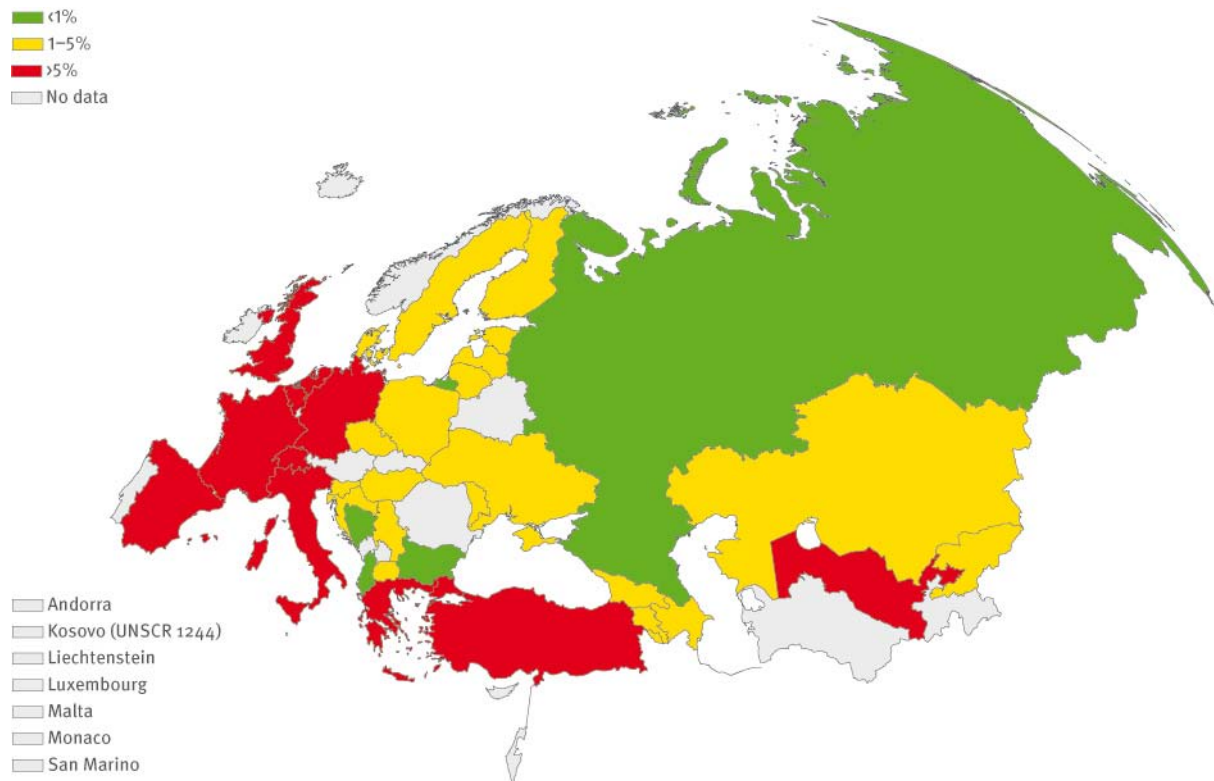 <1%
1–5%
>5%
No data
Andorra
Kosovo (UNSCR 1244)
Liechtenstein
Luxembourg
Malta
Monaco
San Marino